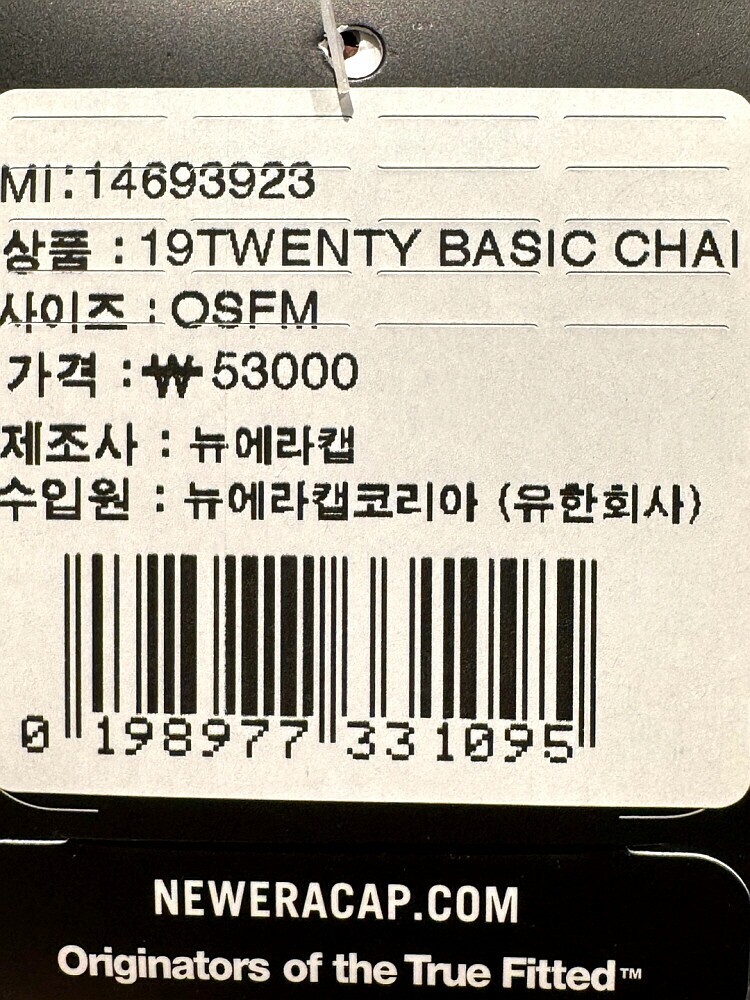 MI:14693923
상품 : 19TWENTY BASIC CHAI
사이즈 : OSFM
가격 : ₩ 53000
제조사 : 뉴에라캡
수입원 : 뉴에라캡코리아 (유한회사)
0 198977 331095
NEWERACAP.COM
Originators of the True Fitted™